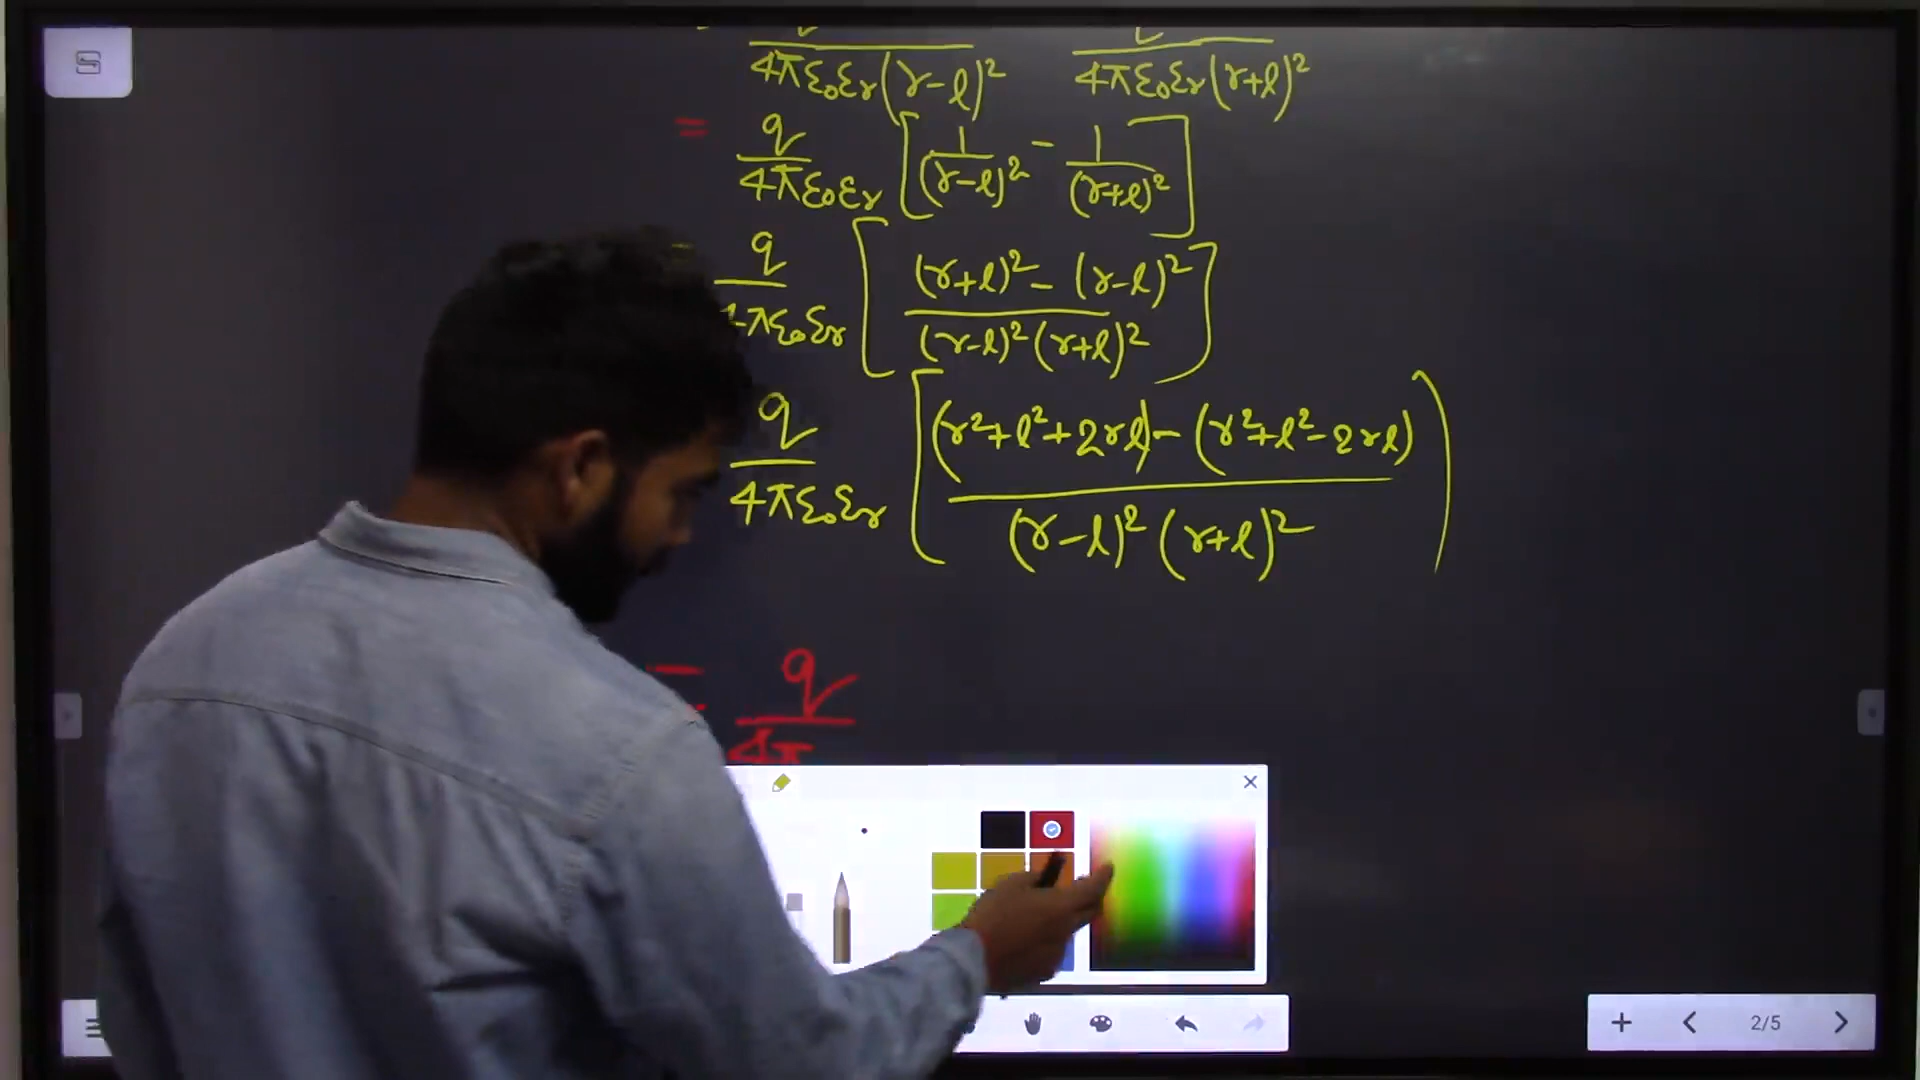 4πε₀εᵣ(r-l)² 4πε₀εᵣ(r+l)²
= q/4πε₀εᵣ [1/(r-l)² - 1/(r+l)²]
= q/4πε₀εᵣ [(r+l)² - (r-l)²/(r-l)²(r+l)²]
q/4πε₀εᵣ [(r²+l²+2rl) - (r²+l²-2rl)/(r-l)²(r+l)²]
= q/4π
2/5